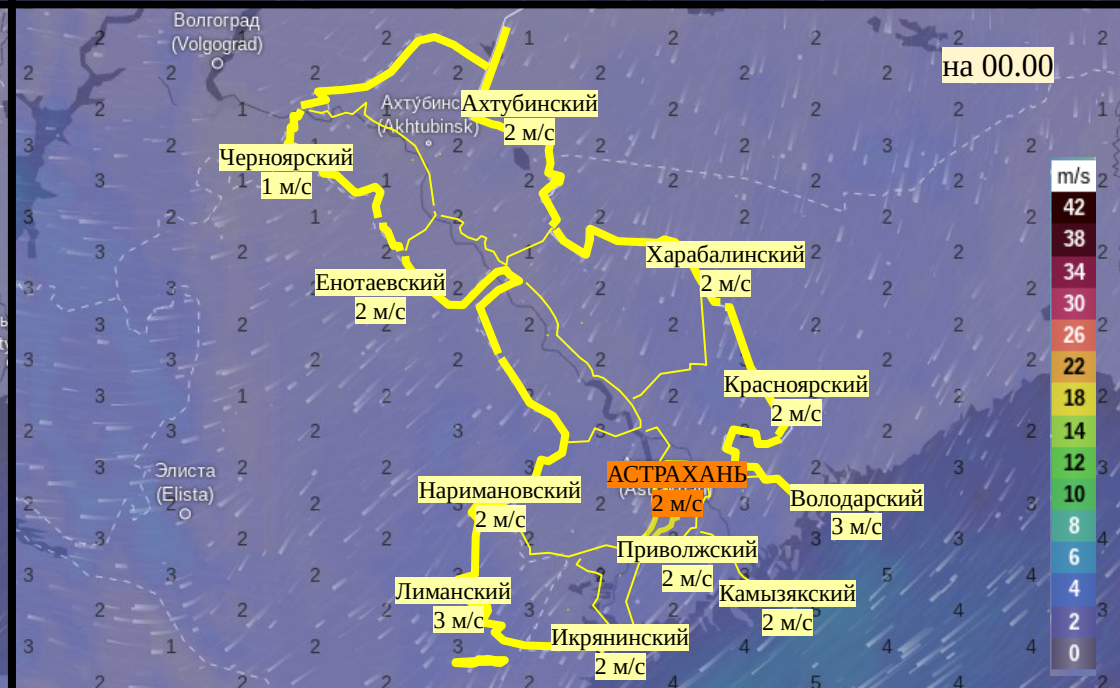 Волгоград
(Volgograd)
на 00.00
Ахтубинс
(Akhtubinsk)
Ахтубинский
2 м/с
Черноярский
1 м/с
Харабалинский
2 м/с
Енотаевский
2 м/с
Красноярский
2 м/с
Элиста
(Elista)
АСТРАХАНЬ
2 м/с
Наримановский
2 м/с
Володарский
3 м/с
Приволжский
2 м/с
Лиманский
3 м/с
Камызякский
2 м/с
Икрянинский
2 м/с
m/s
42
38
34
30
26
22
18
14
12
10
8
6
4
2
0